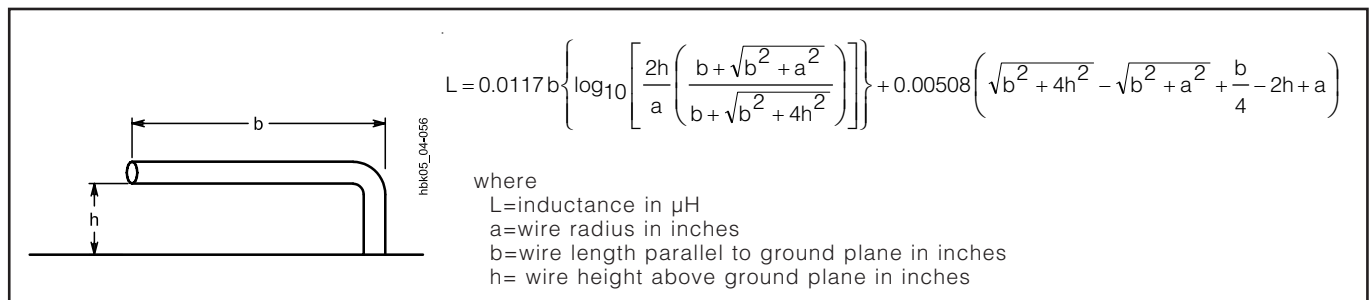 L = 0.0117 b { log10 [ 2h/a ( (b + √(b² + a²)) / (b + √(b² + 4h²)) ) ] } + 0.00508 ( √(b² + 4h²) − √(b² + a²) + b/4 − 2h + a )
b
h
hbk05_04-056
where
L=inductance in µH
a=wire radius in inches
b=wire length parallel to ground plane in inches
h= wire height above ground plane in inches